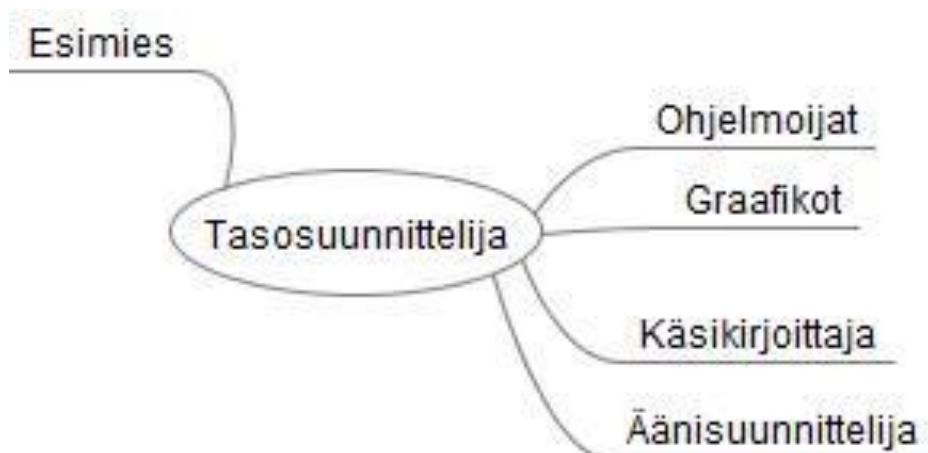 Esimies
Ohjelmoijat
Graafikot
Tasosuunnittelija
Käsikirjoittaja
Äänisuunnittelija